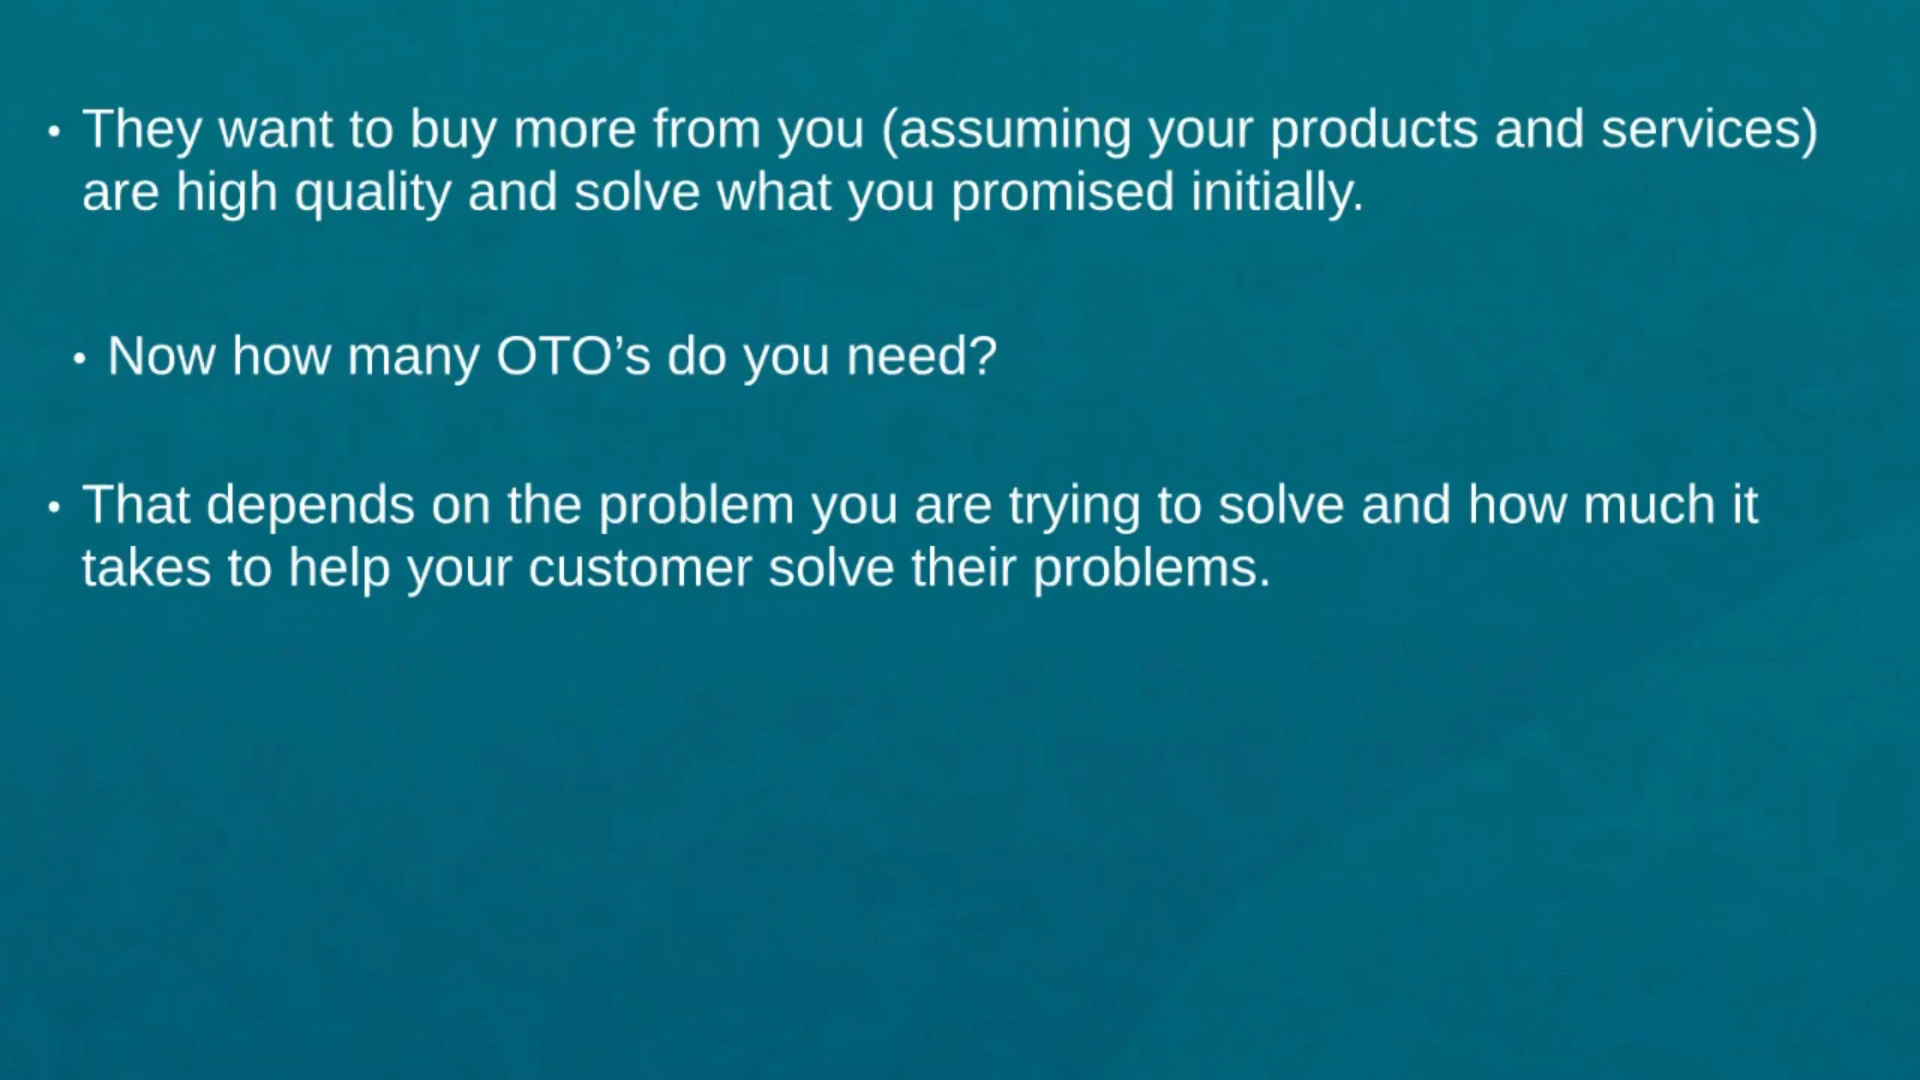 • They want to buy more from you (assuming your products and services)
are high quality and solve what you promised initially.
• Now how many OTO’s do you need?
• That depends on the problem you are trying to solve and how much it
takes to help your customer solve their problems.